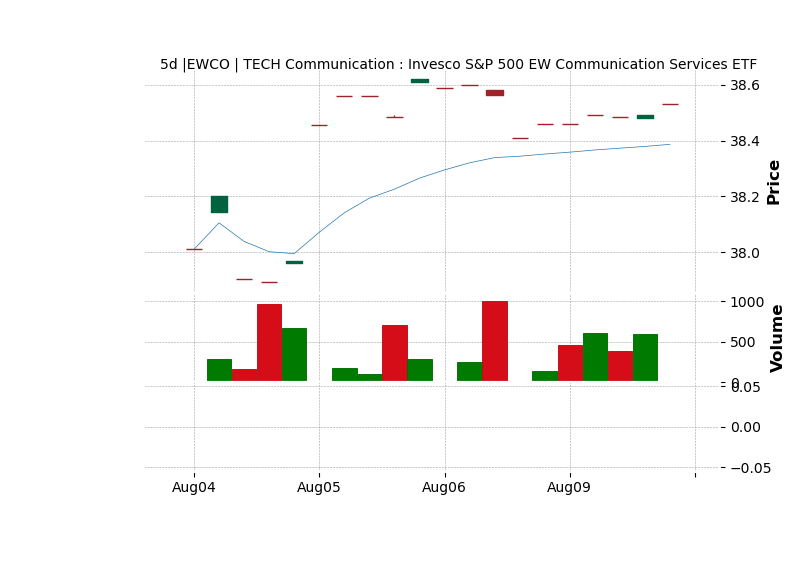 5d |EWCO | TECH Communication : Invesco S&P 500 EW Communication Services ETF
38.6
38.4
38.2
38.0
Price
1000
500
0
Volume
0.05
0.00
−0.05
Aug04 Aug05 Aug06 Aug09